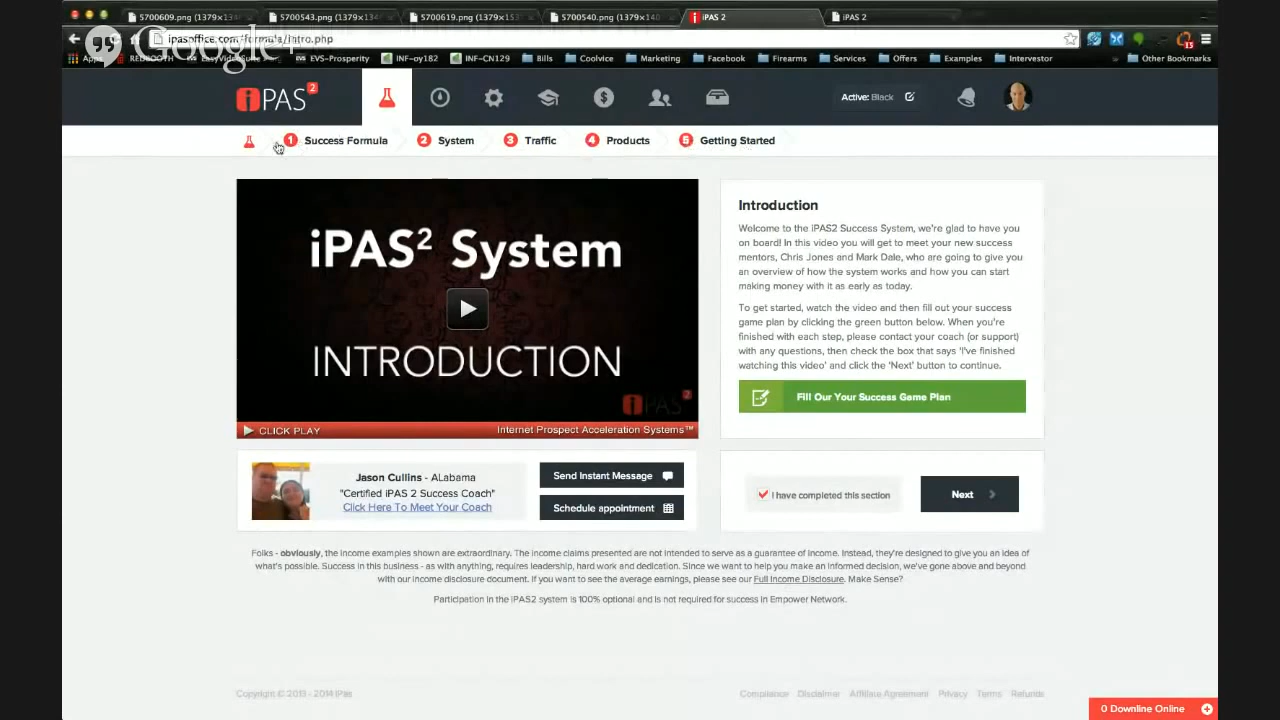 5700609.png (1379×13
5700543.png (1379×134
5700619.png (1379×153
5700540.png (1379×140
iPAS 2
iPAS 2
Google+
ipasoffice.com/formula/intro.php
Apps
REDBOOTH
EasyVideoSuite
EVS-Prosperity
INF-oy182
INF-CN129
Bills
Coolvice
Marketing
Facebook
Firearms
Services
Offers
Examples
Intervestor
Other Bookmarks
15
iPAS 2
Active: Black
1 Success Formula
2 System
3 Traffic
4 Products
5 Getting Started
iPAS² System
INTRODUCTION
iPAS 2
CLICK PLAY
Internet Prospect Acceleration Systems™
Introduction
Welcome to the iPAS2 Success System, we're glad to have you
on board! In this video you will get to meet your new success
mentors, Chris Jones and Mark Dale, who are going to give you
an overview of how the system works and how you can start
making money with it as early as today.
To get started, watch the video and then fill out your success
game plan by clicking the green button below. When you're
finished with each step, please contact your coach (or support)
with any questions, then check the box that says 'I've finished
watching this video' and click the 'Next' button to continue.
Fill Our Your Success Game Plan
Jason Cullins - ALabama
"Certified iPAS 2 Success Coach"
Click Here To Meet Your Coach
Send Instant Message
Schedule appointment
I have completed this section
Next
Folks - obviously, the income examples shown are extraordinary. The income claims presented are not intended to serve as a guarantee of income. Instead, they're designed to give you an idea of
what's possible. Success in this business - as with anything, requires leadership, hard work and dedication. Since we want to help you make an informed decision, we've gone above and beyond
with our income disclosure document. If you want to see the average earnings, please see our Full Income Disclosure. Make Sense?
Participation in the iPAS2 system is 100% optional and is not required for success in Empower Network.
Copyright © 2013 - 2014 iPas
Compliance
Disclaimer
Affiliate Agreement
Privacy
Terms
Refunds
0 Downline Online